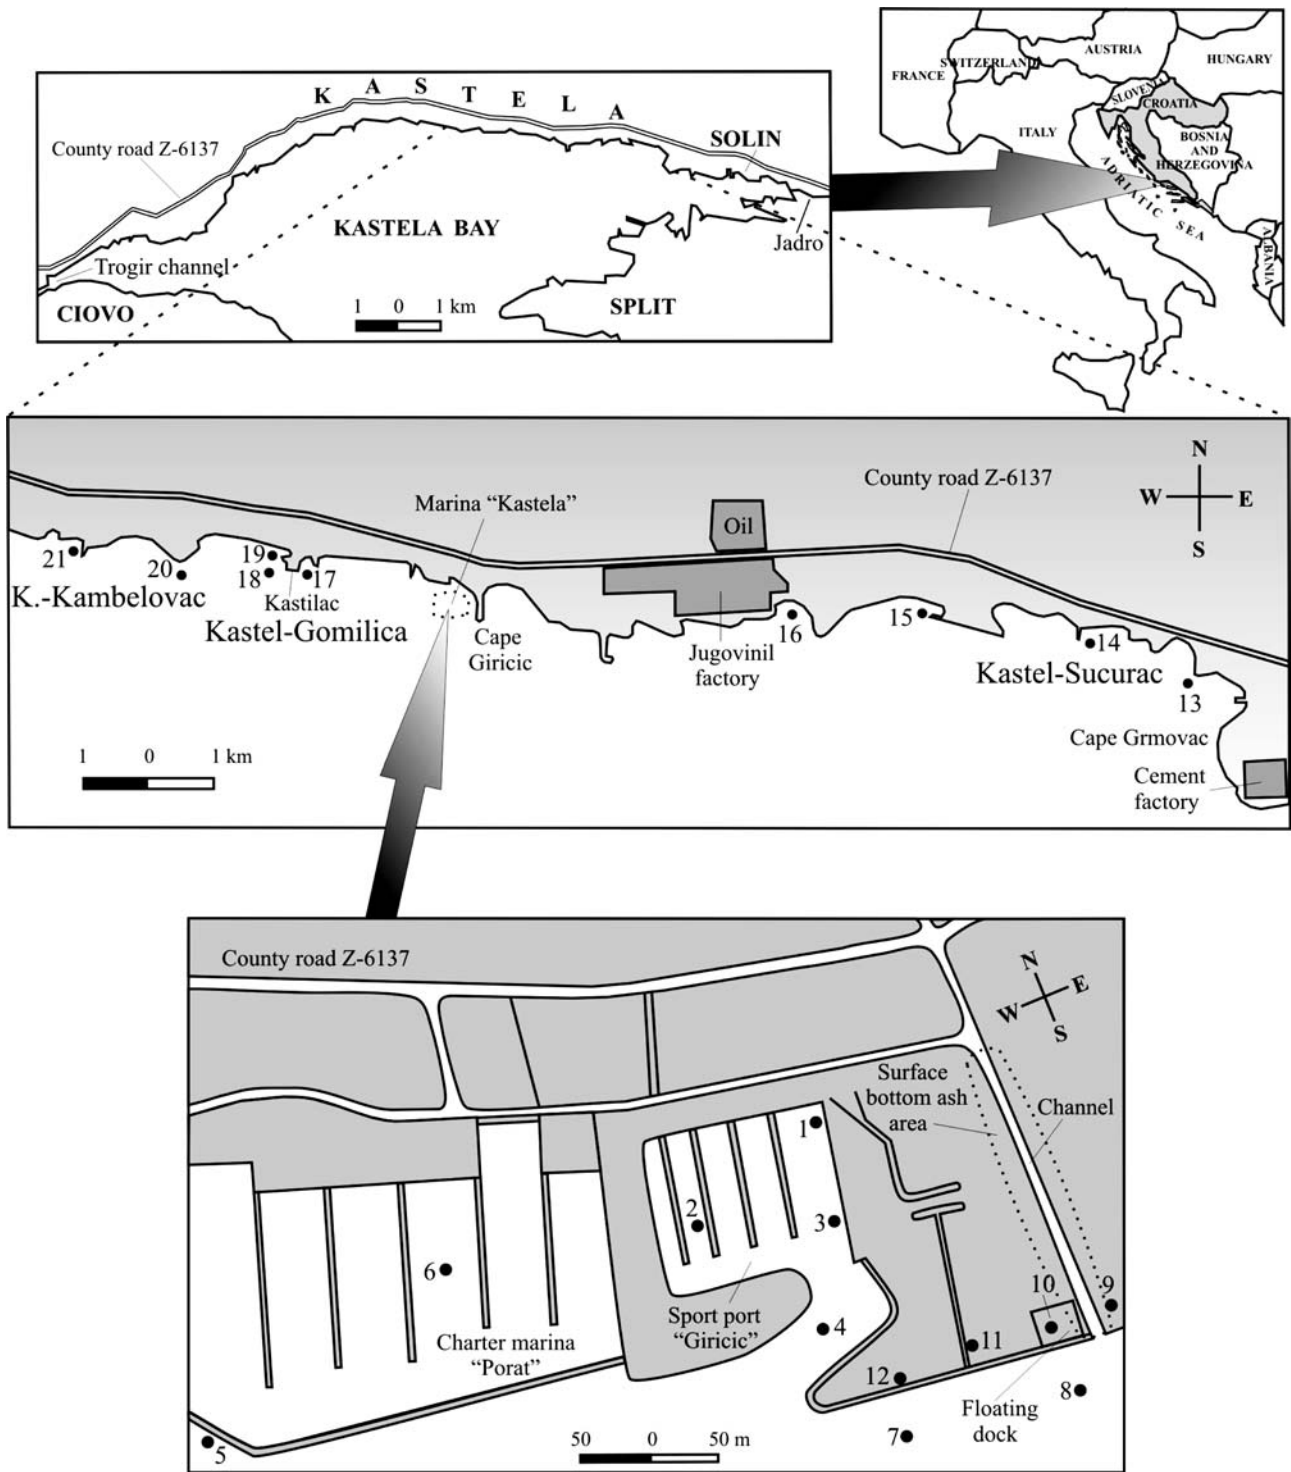 K A S T E L A
County road Z-6137
SOLIN
KASTELA BAY
Jadro
Trogir channel
CIOVO
SPLIT
1 0 1 km
AUSTRIA
HUNGARY
SWITZERLAND
FRANCE
SLOVENIA
CROATIA
ITALY
BOSNIA
AND
HERZEGOVINA
ADRIATIC SEA
ALBANIA
N
W E
S
County road Z-6137
Marina “Kastela”
Oil
21
20
19
18
17
K.-Kambelovac
Kastilac
Kastel-Gomilica
Cape
Giricic
16
15
14
13
Jugovinil
factory
Kastel-Sucurac
Cape Grmovac
Cement
factory
1 0 1 km
County road Z-6137
N
W E
S
Surface
bottom ash
area
Channel
1
2
3
6
10
9
Sport port
“Giricic”
4
11
Charter marina
“Porat”
12
8
Floating
dock
5
7
50 0 50 m